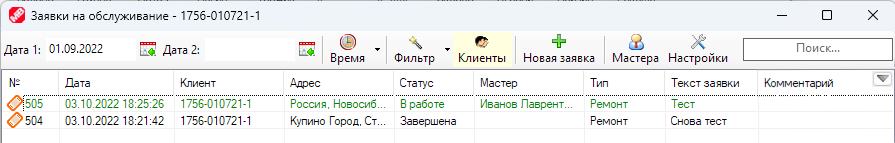 Заявки на обслуживание - 1756-010721-1
Дата 1: 01.09.2022 Дата 2: Время Фильтр Клиенты Новая заявка Мастера Настройки Поиск...
№ Дата Клиент Адрес Статус Мастер Тип Текст заявки Комментарий
505 03.10.2022 18:25:26 1756-010721-1 Россия, Новосиб... В работе Иванов Лаврент... Ремонт Тест
504 03.10.2022 18:21:42 1756-010721-1 Купино Город, Ст... Завершена Ремонт Снова тест